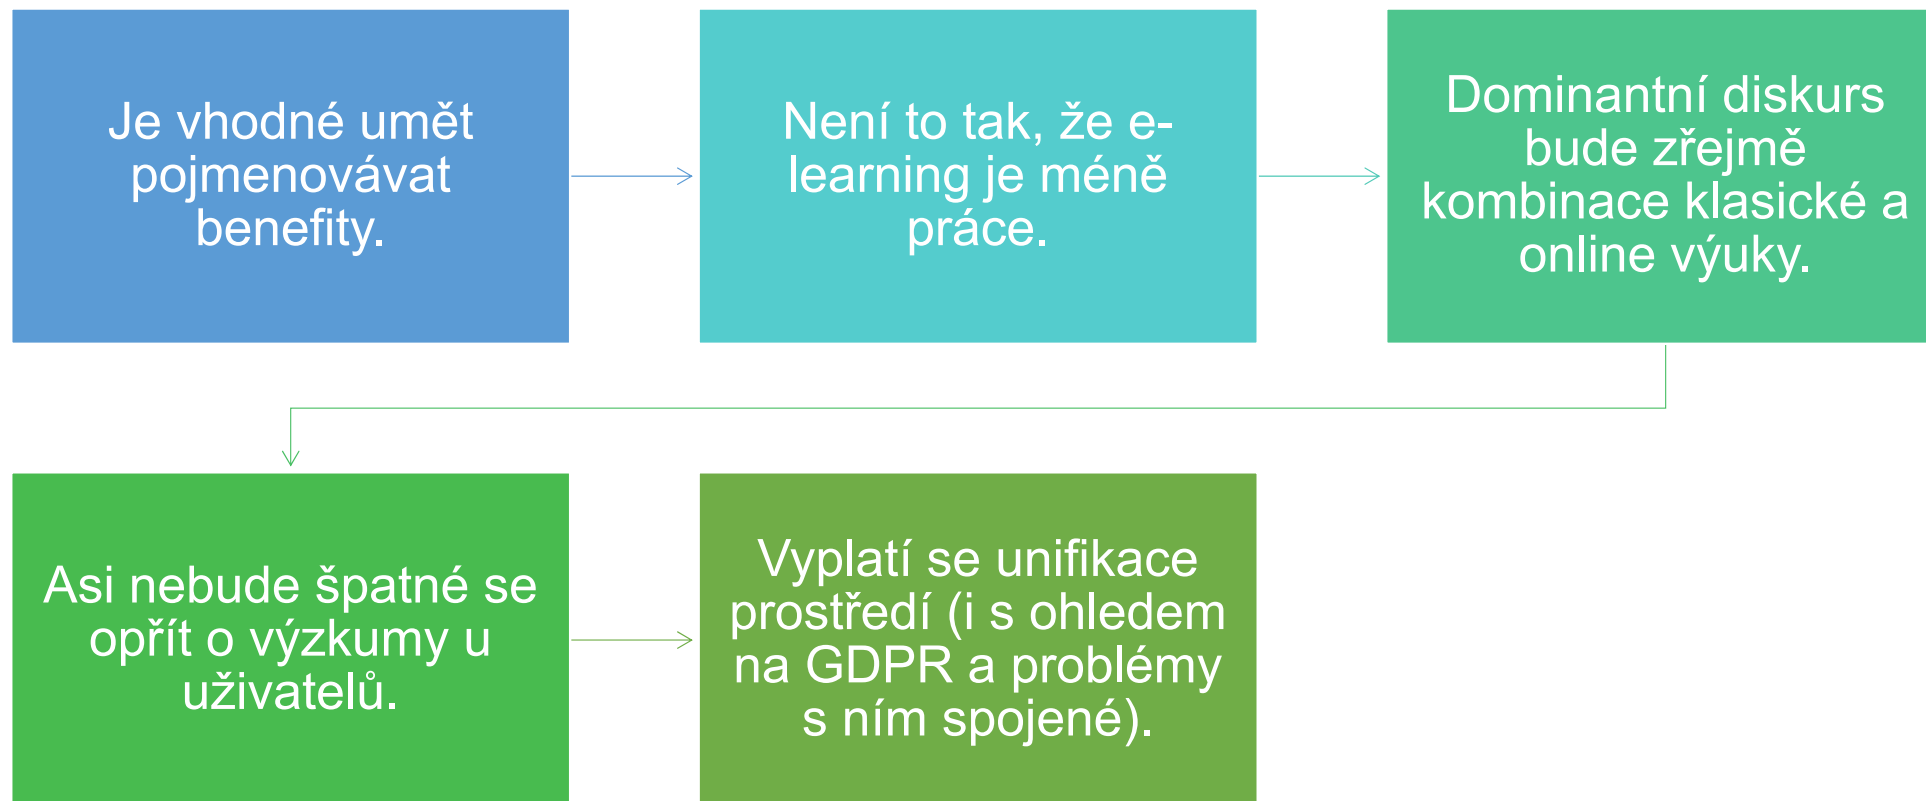 Je vhodné umět
pojmenovávat
benefity.
Není to tak, že e-
learning je méně
práce.
Dominantní diskurs
bude zřejmě
kombinace klasické a
online výuky.
Asi nebude špatné se
opřít o výzkumy u
uživatelů.
Vyplatí se unifikace
prostředí (i s ohledem
na GDPR a problémy
s ním spojené).